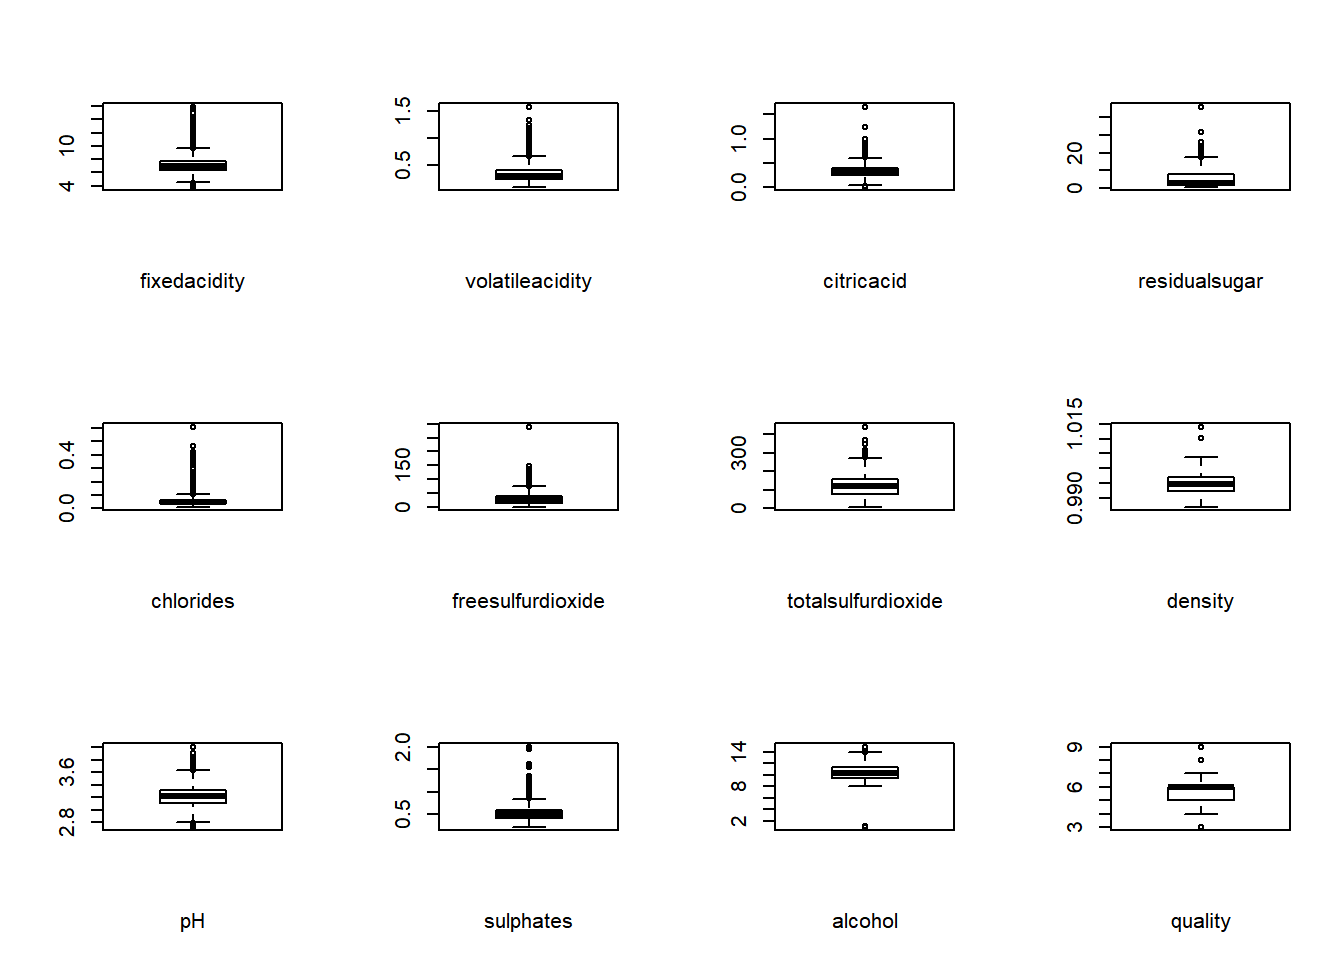 4 10
0.5 1.5
0.0 1.0
0 20
fixedacidity
volatileacidity
citricacid
residualsugar
0.0 0.4
0 150
0 300
0.990 1.015
chlorides
freesulfurdioxide
totalsulfurdioxide
density
2.8 3.6
0.5 2.0
2 8 14
3 6 9
pH
sulphates
alcohol
quality